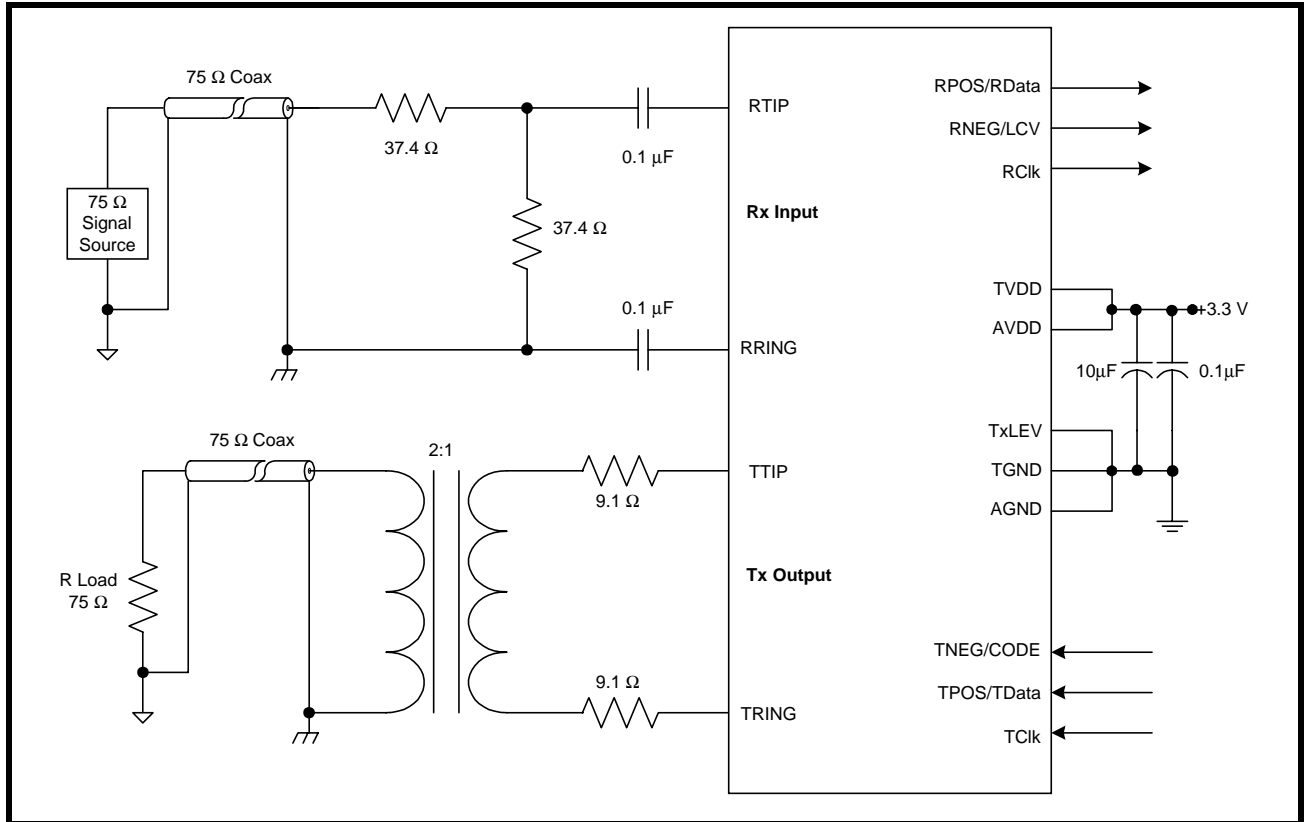 75 Ω Coax
37.4 Ω
0.1 μF
RTIP
75 Ω
Signal
Source
37.4 Ω
Rx Input
0.1 μF
RRING
75 Ω Coax
2:1
9.1 Ω
TTIP
R Load
75 Ω
Tx Output
9.1 Ω
TRING
RPOS/RData
RNEG/LCV
RClk
TVDD
AVDD
+3.3 V
10μF
0.1μF
TxLEV
TGND
AGND
TNEG/CODE
TPOS/TData
TClk